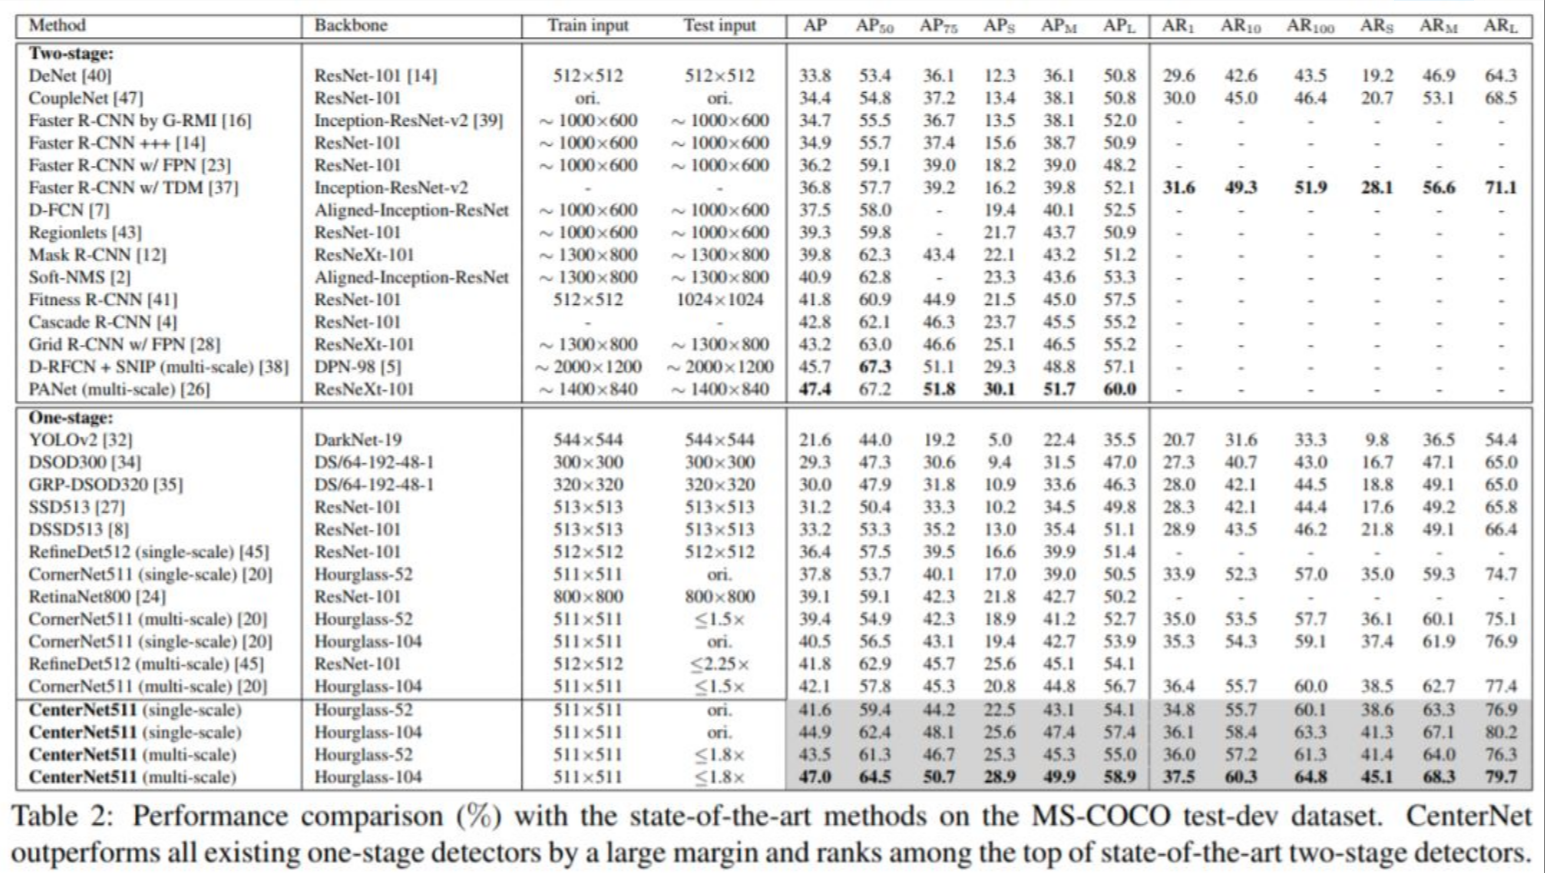 Method Backbone Train input Test input AP AP50 AP75 APS APM APL AR1 AR10 AR100 ARS ARM ARL
Two-stage:
DeNet [40] ResNet-101 [14] 512×512 512×512 33.8 53.4 36.1 12.3 36.1 50.8 29.6 42.6 43.5 19.2 46.9 64.3
CoupleNet [47] ResNet-101 ori. ori. 34.4 54.8 37.2 13.4 38.1 50.8 30.0 45.0 46.4 20.7 53.1 68.5
Faster R-CNN by G-RMI [16] Inception-ResNet-v2 [39] ~ 1000×600 ~ 1000×600 34.7 55.5 36.7 13.5 38.1 52.0 - - - - - -
Faster R-CNN +++ [14] ResNet-101 ~ 1000×600 ~ 1000×600 34.9 55.7 37.4 15.6 38.7 50.9 - - - - - -
Faster R-CNN w/ FPN [23] ResNet-101 ~ 1000×600 ~ 1000×600 36.2 59.1 39.0 18.2 39.0 48.2 - - - - - -
Faster R-CNN w/ TDM [37] Inception-ResNet-v2 - - 36.8 57.7 39.2 16.2 39.8 52.1 31.6 49.3 51.9 28.1 56.6 71.1
D-FCN [7] Aligned-Inception-ResNet ~ 1000×600 ~ 1000×600 37.5 58.0 - 19.4 40.1 52.5 - - - - - -
Regionlets [43] ResNet-101 ~ 1000×600 ~ 1000×600 39.3 59.8 - 21.7 43.7 50.9 - - - - - -
Mask R-CNN [12] ResNeXt-101 ~ 1300×800 ~ 1300×800 39.8 62.3 43.4 22.1 43.2 51.2 - - - - - -
Soft-NMS [2] Aligned-Inception-ResNet ~ 1300×800 ~ 1300×800 40.9 62.8 - 23.3 43.6 53.3 - - - - - -
Fitness R-CNN [41] ResNet-101 512×512 1024×1024 41.8 60.9 44.9 21.5 45.0 57.5 - - - - - -
Cascade R-CNN [4] ResNet-101 - - 42.8 62.1 46.3 23.7 45.5 55.2 - - - - - -
Grid R-CNN w/ FPN [28] ResNeXt-101 ~ 1300×800 ~ 1300×800 43.2 63.0 46.6 25.1 46.5 55.2 - - - - - -
D-RFCN + SNIP (multi-scale) [38] DPN-98 [5] ~ 2000×1200 ~ 2000×1200 45.7 67.3 51.1 29.3 48.8 57.1 - - - - - -
PANet (multi-scale) [26] ResNeXt-101 ~ 1400×840 ~ 1400×840 47.4 67.2 51.8 30.1 51.7 60.0 - - - - - -
One-stage:
YOLOv2 [32] DarkNet-19 544×544 544×544 21.6 44.0 19.2 5.0 22.4 35.5 20.7 31.6 33.3 9.8 36.5 54.4
DSOD300 [34] DS/64-192-48-1 300×300 300×300 29.3 47.3 30.6 9.4 31.5 47.0 27.3 40.7 43.0 16.7 47.1 65.0
GRP-DSOD320 [35] DS/64-192-48-1 320×320 320×320 30.0 47.9 31.8 10.9 33.6 46.3 28.0 42.1 44.5 18.8 49.1 65.0
SSD513 [27] ResNet-101 513×513 513×513 31.2 50.4 33.3 10.2 34.5 49.8 28.3 42.1 44.4 17.6 49.2 65.8
DSSD513 [8] ResNet-101 513×513 513×513 33.2 53.3 35.2 13.0 35.4 51.1 28.9 43.5 46.2 21.8 49.1 66.4
RefineDet512 (single-scale) [45] ResNet-101 512×512 512×512 36.4 57.5 39.5 16.6 39.9 51.4 - - - - - -
CornerNet511 (single-scale) [20] Hourglass-52 511×511 ori. 37.8 53.7 40.1 17.0 39.0 50.5 33.9 52.3 57.0 35.0 59.3 74.7
RetinaNet800 [24] ResNet-101 800×800 800×800 39.1 59.1 42.3 21.8 42.7 50.2 - - - - - -
CornerNet511 (multi-scale) [20] Hourglass-52 511×511 ≤1.5× 39.4 54.9 42.3 18.9 41.2 52.7 35.0 53.5 57.7 36.1 60.1 75.1
CornerNet511 (single-scale) [20] Hourglass-104 511×511 ori. 40.5 56.5 43.1 19.4 42.7 53.9 35.3 54.3 59.1 37.4 61.9 76.9
RefineDet512 (multi-scale) [45] ResNet-101 512×512 ≤2.25× 41.8 62.9 45.7 25.6 45.1 54.1
CornerNet511 (multi-scale) [20] Hourglass-104 511×511 ≤1.5× 42.1 57.8 45.3 20.8 44.8 56.7 36.4 55.7 60.0 38.5 62.7 77.4
CenterNet511 (single-scale) Hourglass-52 511×511 ori. 41.6 59.4 44.2 22.5 43.1 54.1 34.8 55.7 60.1 38.6 63.3 76.9
CenterNet511 (single-scale) Hourglass-104 511×511 ori. 44.9 62.4 48.1 25.6 47.4 57.4 36.1 58.4 63.3 41.3 67.1 80.2
CenterNet511 (multi-scale) Hourglass-52 511×511 ≤1.8× 43.5 61.3 46.7 25.3 45.3 55.0 36.0 57.2 61.3 41.4 64.0 76.3
CenterNet511 (multi-scale) Hourglass-104 511×511 ≤1.8× 47.0 64.5 50.7 28.9 49.9 58.9 37.5 60.3 64.8 45.1 68.3 79.7
Table 2: Performance comparison (%) with the state-of-the-art methods on the MS-COCO test-dev dataset. CenterNet
outperforms all existing one-stage detectors by a large margin and ranks among the top of state-of-the-art two-stage detectors.